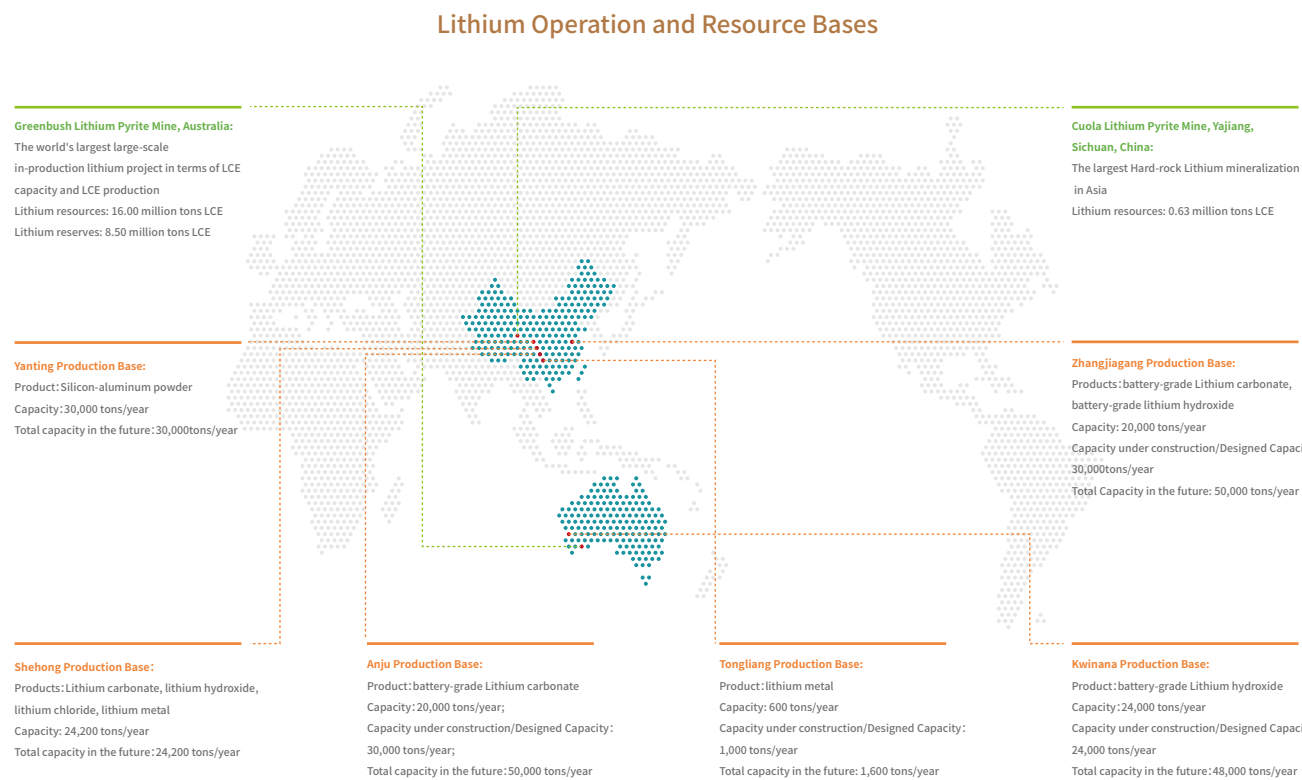 Lithium Operation and Resource Bases
Greenbush Lithium Pyrite Mine, Australia:
The world's largest large-scale
in-production lithium project in terms of LCE
capacity and LCE production
Lithium resources: 16.00 million tons LCE
Lithium reserves: 8.50 million tons LCE
Cuola Lithium Pyrite Mine, Yajiang,
Sichuan, China:
The largest Hard-rock Lithium mineralization
in Asia
Lithium resources: 0.63 million tons LCE
Yanting Production Base:
Product：Silicon-aluminum powder
Capacity：30,000 tons/year
Total capacity in the future：30,000tons/year
Zhangjiagang Production Base:
Products：battery-grade Lithium carbonate,
battery-grade lithium hydroxide
Capacity: 20,000 tons/year
Capacity under construction/Designed Capaci
30,000tons/year
Total Capacity in the future: 50,000 tons/year
Shehong Production Base：
Products：Lithium carbonate, lithium hydroxide,
lithium chloride, lithium metal
Capacity: 24,200 tons/year
Total capacity in the future：24,200 tons/year
Anju Production Base:
Product：battery-grade Lithium carbonate
Capacity：20,000 tons/year;
Capacity under construction/Designed Capacity：
30,000 tons/year;
Total capacity in the future：50,000 tons/year
Tongliang Production Base:
Product：lithium metal
Capacity: 600 tons/year
Capacity under construction/Designed Capacity：
1,000 tons/year
Total capacity in the future: 1,600 tons/year
Kwinana Production Base:
Product：battery-grade Lithium hydroxide
Capacity：24,000 tons/year
Capacity under construction/Designed Capaci
24,000 tons/year
Total capacity in the future：48,000 tons/year